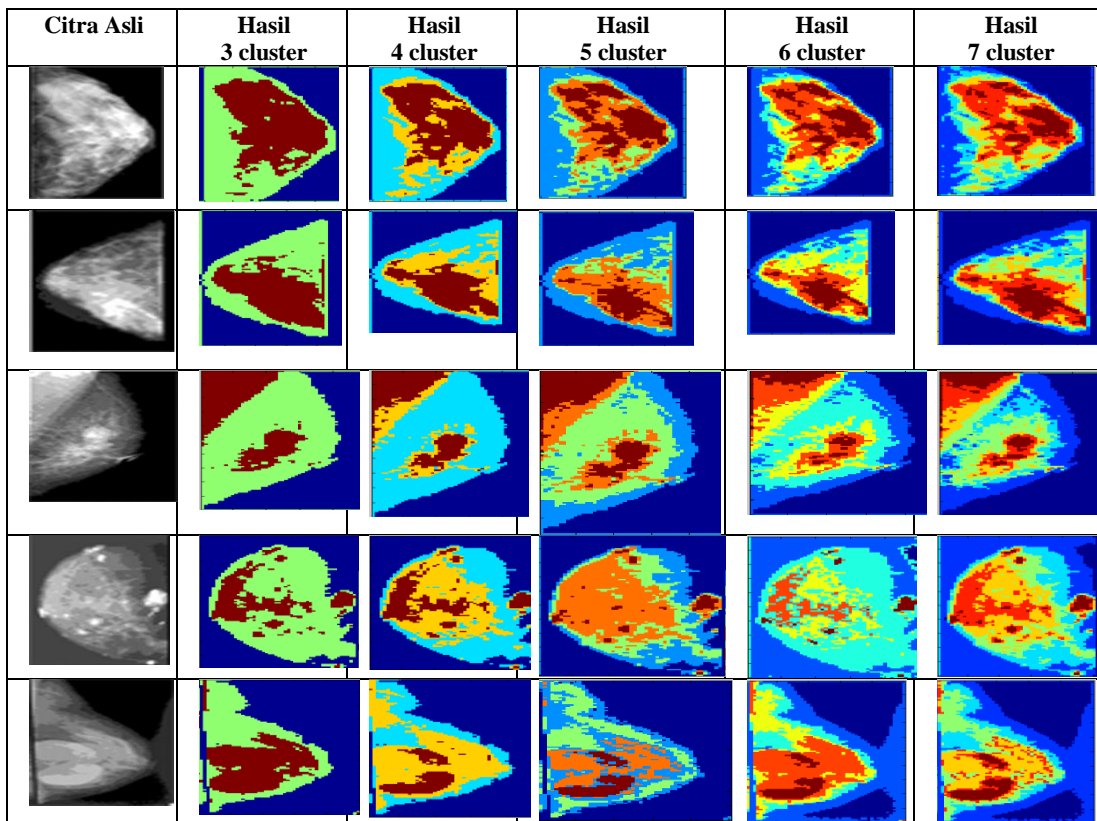 Citra Asli
Hasil
3 cluster
Hasil
4 cluster
Hasil
5 cluster
Hasil
6 cluster
Hasil
7 cluster